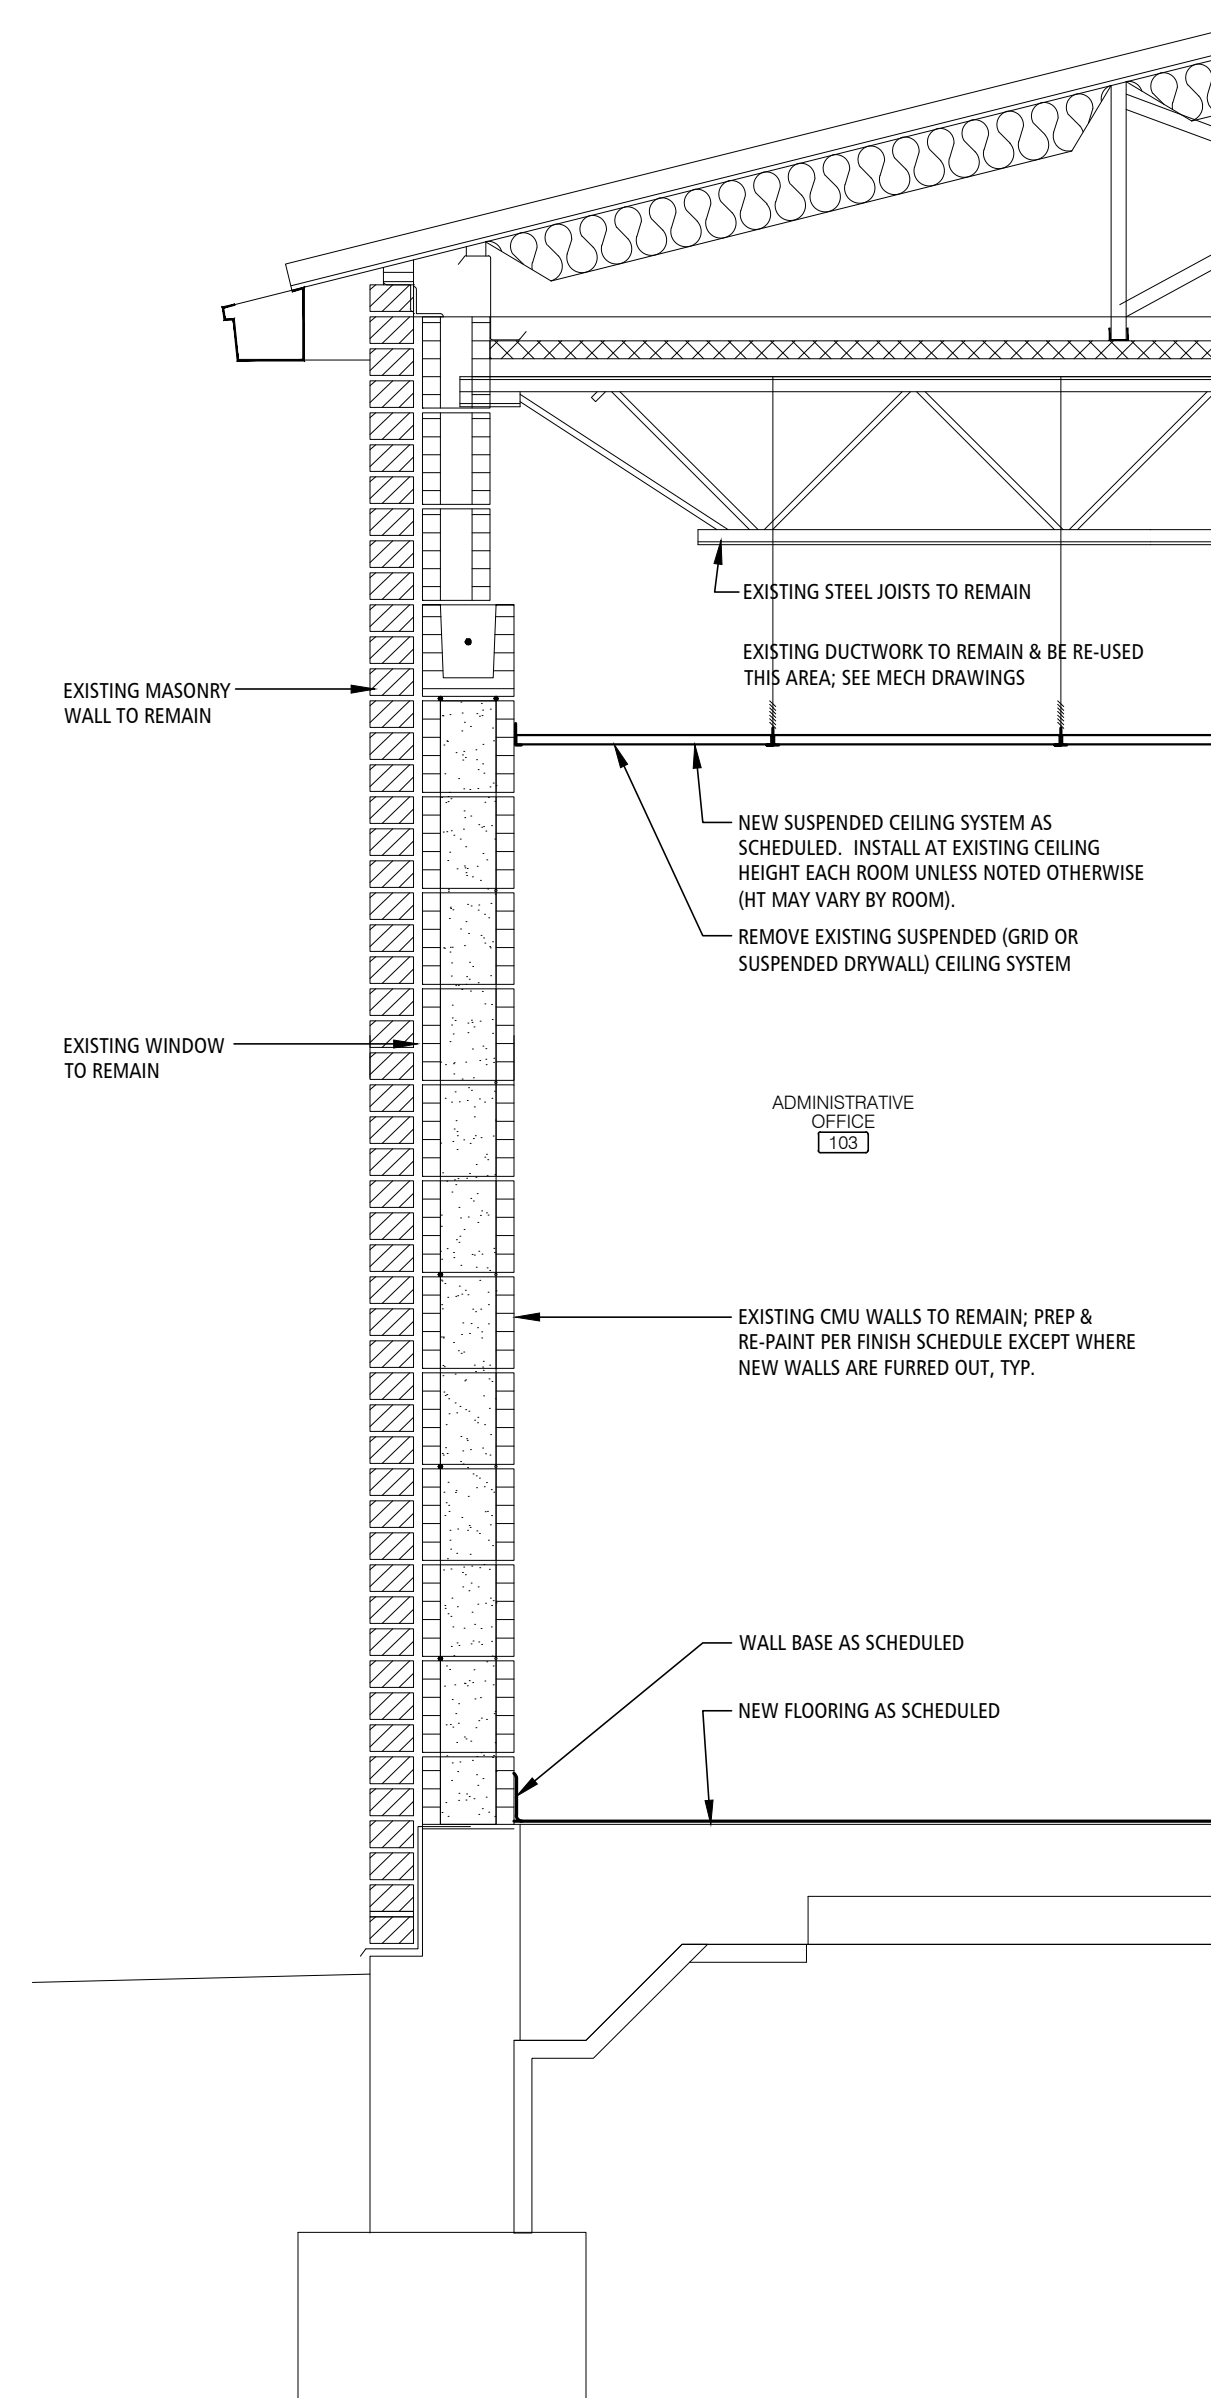 EXISTING STEEL JOISTS TO REMAIN
EXISTING DUCTWORK TO REMAIN & BE RE-USED
THIS AREA; SEE MECH DRAWINGS
EXISTING MASONRY
WALL TO REMAIN
NEW SUSPENDED CEILING SYSTEM AS
SCHEDULED. INSTALL AT EXISTING CEILING
HEIGHT EACH ROOM UNLESS NOTED OTHERWISE
(HT MAY VARY BY ROOM).
REMOVE EXISTING SUSPENDED (GRID OR
SUSPENDED DRYWALL) CEILING SYSTEM
EXISTING WINDOW
TO REMAIN
ADMINISTRATIVE
OFFICE
103
EXISTING CMU WALLS TO REMAIN; PREP &
RE-PAINT PER FINISH SCHEDULE EXCEPT WHERE
NEW WALLS ARE FURRED OUT, TYP.
WALL BASE AS SCHEDULED
NEW FLOORING AS SCHEDULED